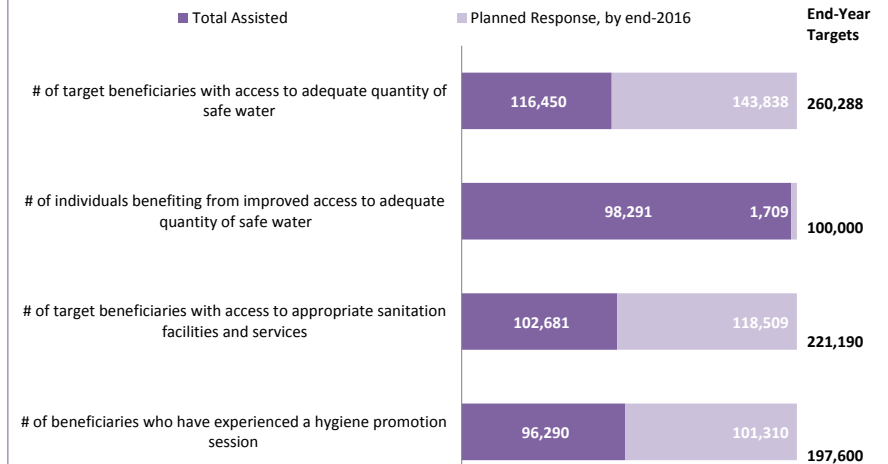 Total Assisted
Planned Response, by end-2016
End-Year
Targets
# of target beneficiaries with access to adequate quantity of
safe water
116,450
143,838
260,288
# of individuals benefiting from improved access to adequate
quantity of safe water
98,291
1,709
100,000
# of target beneficiaries with access to appropriate sanitation
facilities and services
102,681
118,509
221,190
# of beneficiaries who have experienced a hygiene promotion
session
96,290
101,310
197,600